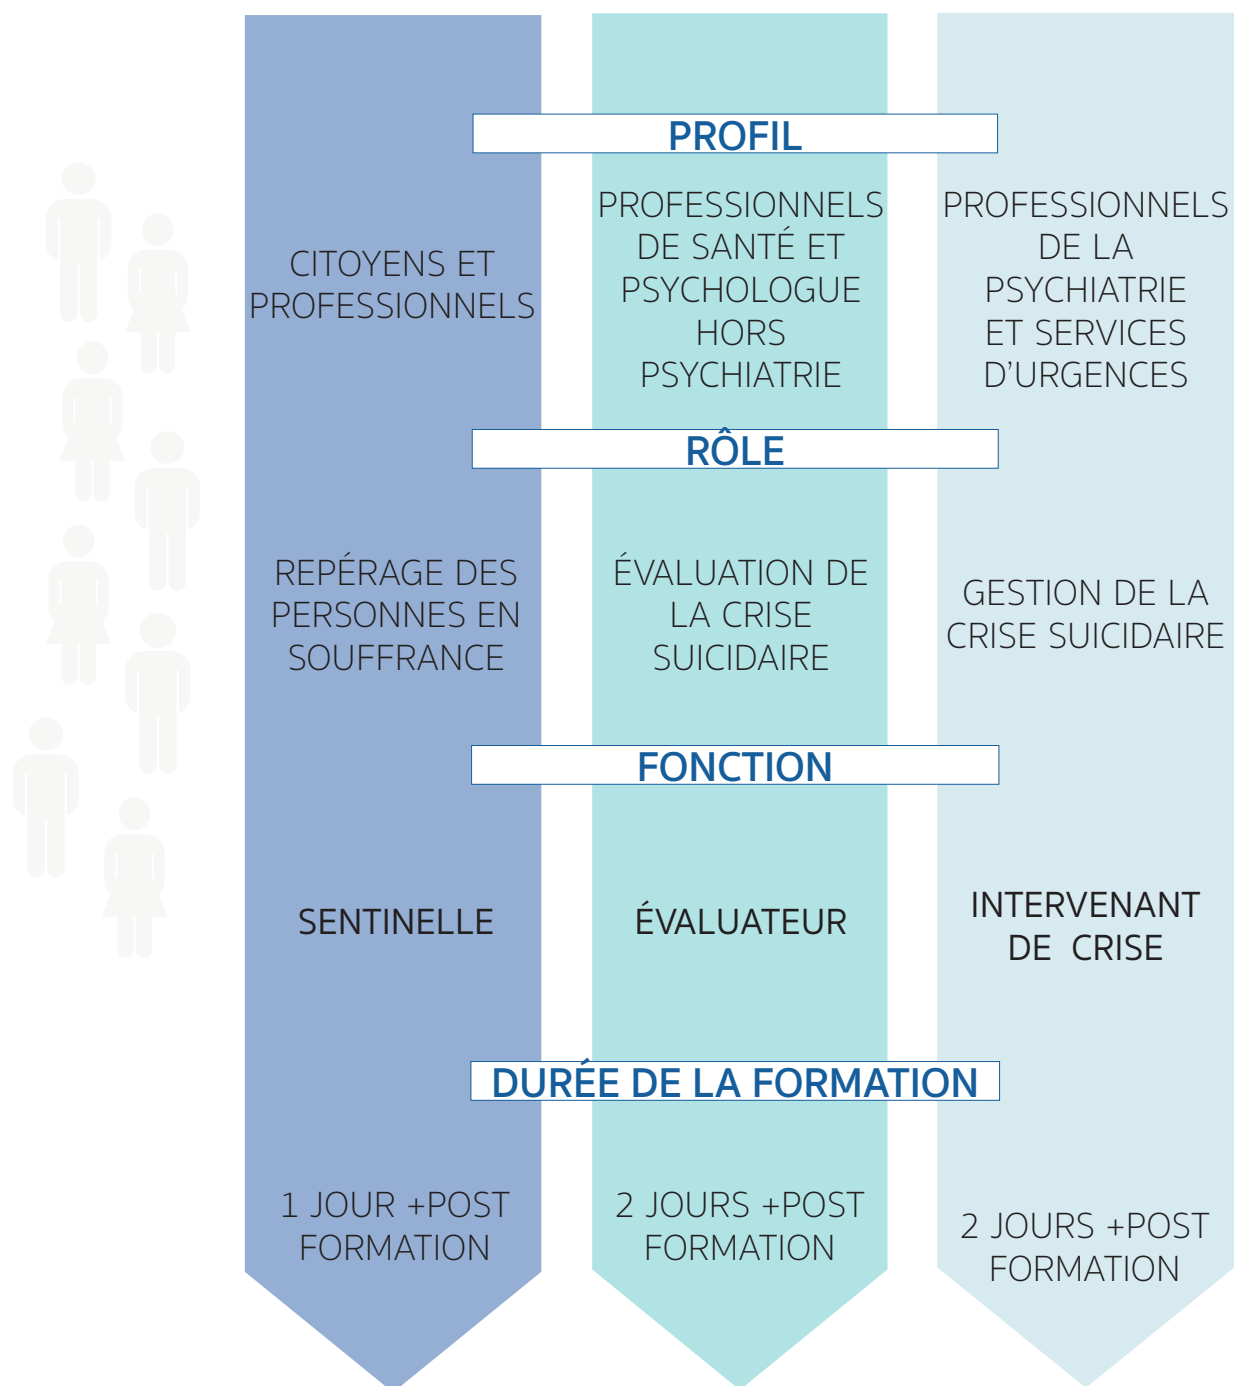 PROFIL
CITOYENS ET
PROFESSIONNELS
PROFESSIONNELS
DE SANTÉ ET
PSYCHOLOGUE
HORS
PSYCHIATRIE
PROFESSIONNELS
DE LA
PSYCHIATRIE
ET SERVICES
D’URGENCES
RÔLE
REPÉRAGE DES
PERSONNES EN
SOUFFRANCE
ÉVALUATION DE
LA CRISE
SUICIDAIRE
GESTION DE LA
CRISE SUICIDAIRE
FONCTION
SENTINELLE
ÉVALUATEUR
INTERVENANT
DE CRISE
DURÉE DE LA FORMATION
1 JOUR +POST
FORMATION
2 JOURS +POST
FORMATION
2 JOURS +POST
FORMATION